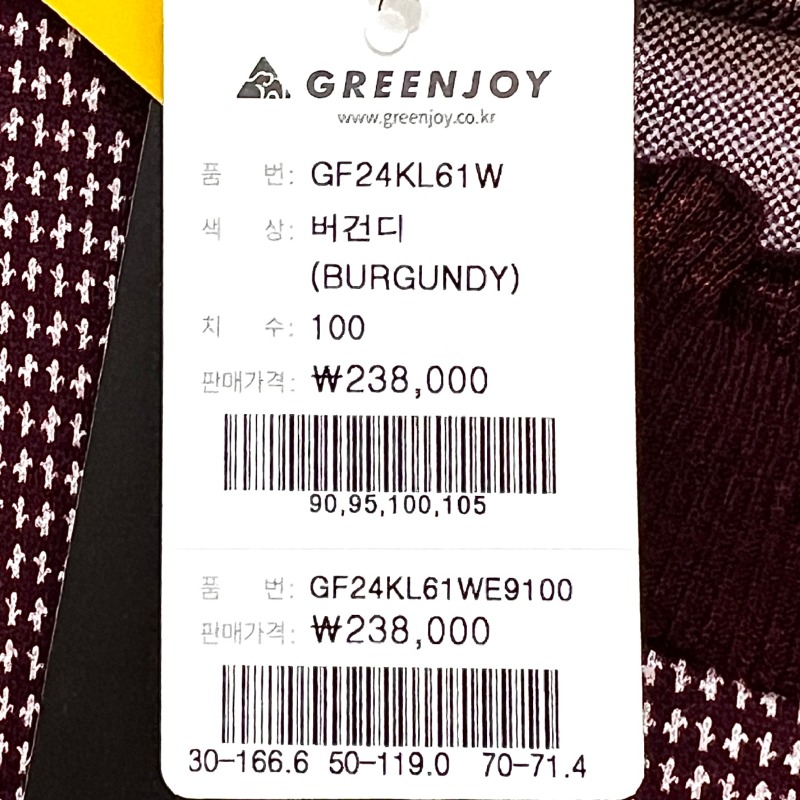 GREENJOY
www.greenjoy.co.kr
품 번: GF24KL61W
색 상: 버건디
(BURGUNDY)
치 수: 100
판매가격: ₩238,000
90,95,100,105
품 번: GF24KL61WE9100
판매가격: ₩238,000
30-166.6 50-119.0 70-71.4